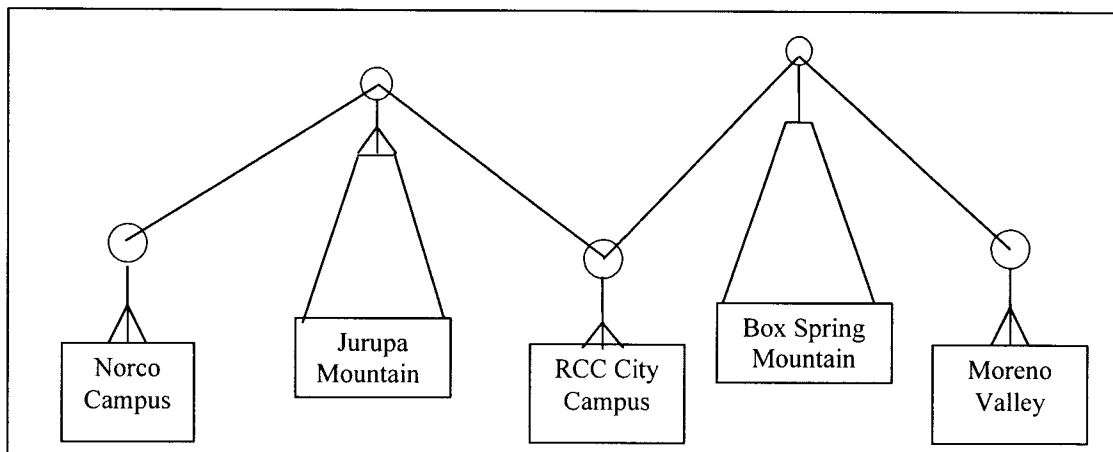 Norco
Campus
Jurupa
Mountain
RCC City
Campus
Box Spring
Mountain
Moreno
Valley